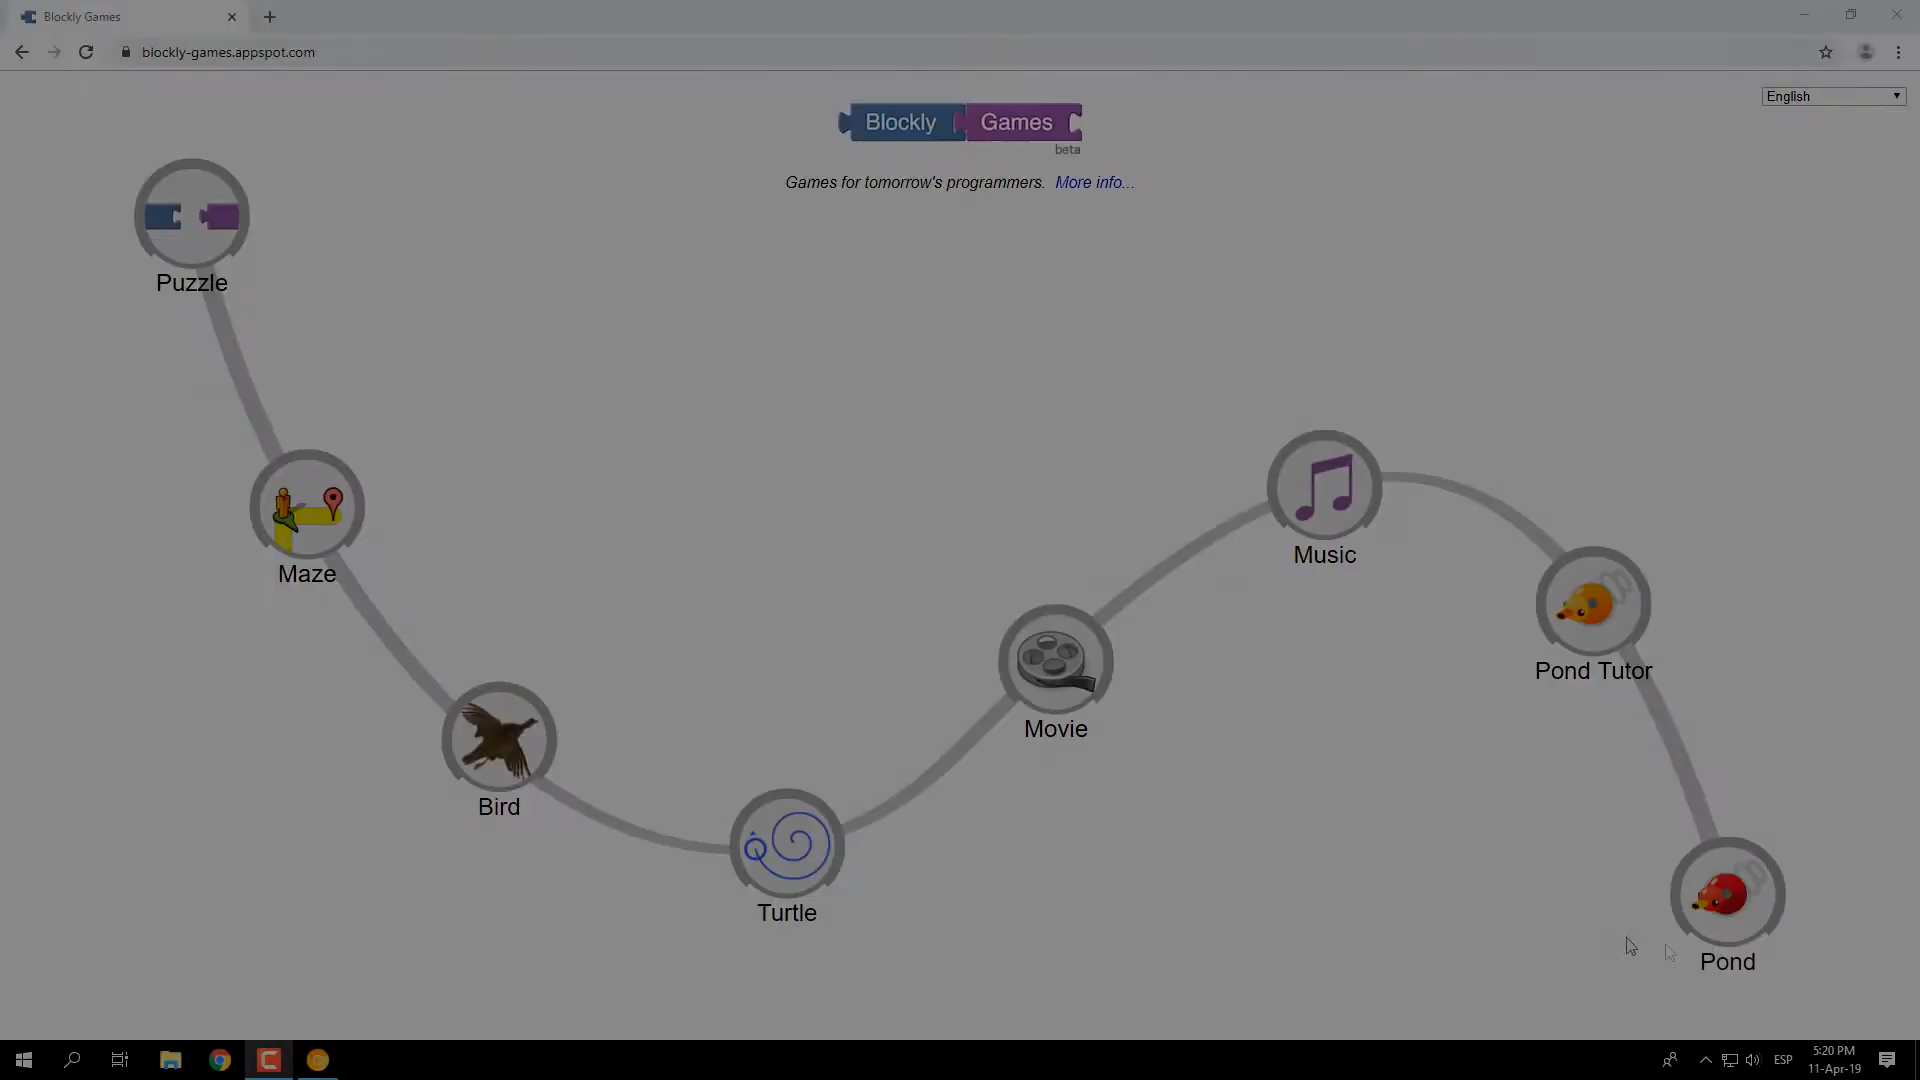 Blockly Games
blockly-games.appspot.com
English
Blockly Games
beta
Games for tomorrow's programmers. More info...
Puzzle
Maze
Bird
Turtle
Movie
Music
Pond Tutor
Pond
ESP
5:20 PM
11-Apr-19